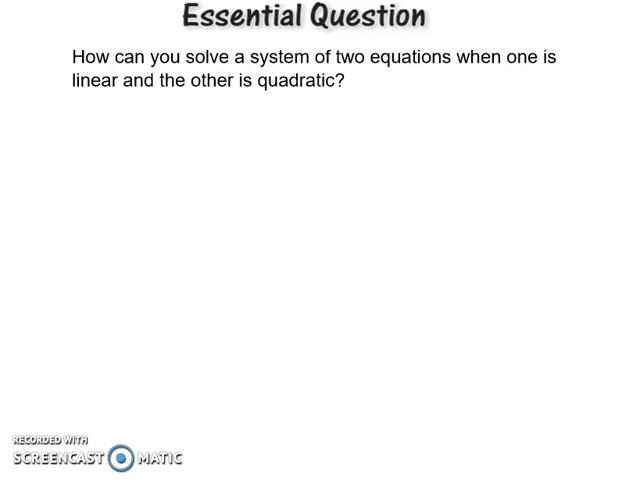 Essential Question
How can you solve a system of two equations when one is
linear and the other is quadratic?
RECORDED WITH
SCREENCAST MATIC